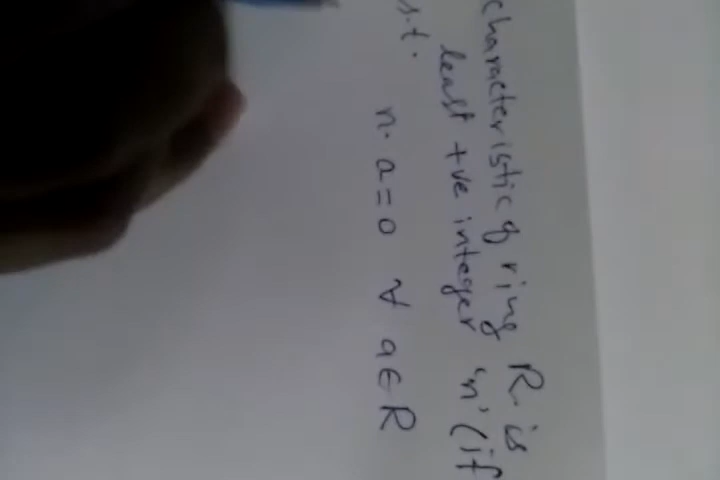 characteristic of ring R is
least +ve integer 'n' (if
s.t.
n. a = 0 ∀ a ∈ R